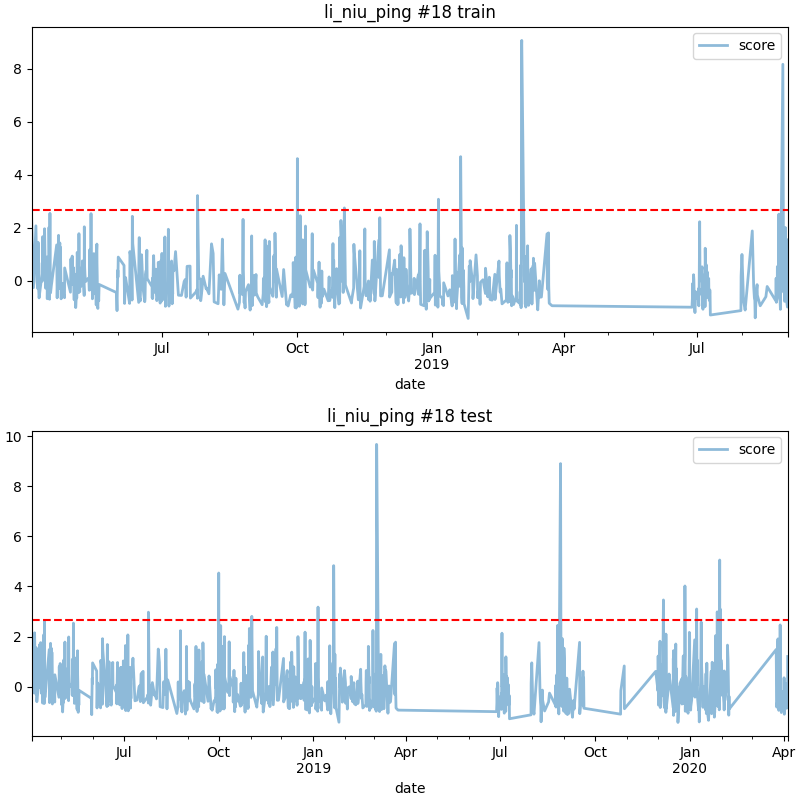 li_niu_ping #18 train
score
8
6
4
2
0
Jul Oct Jan Apr Jul
2019
date
li_niu_ping #18 test
score
10
8
6
4
2
0
Jul Oct Jan Apr Jul Oct Jan Apr
2019 2020
date